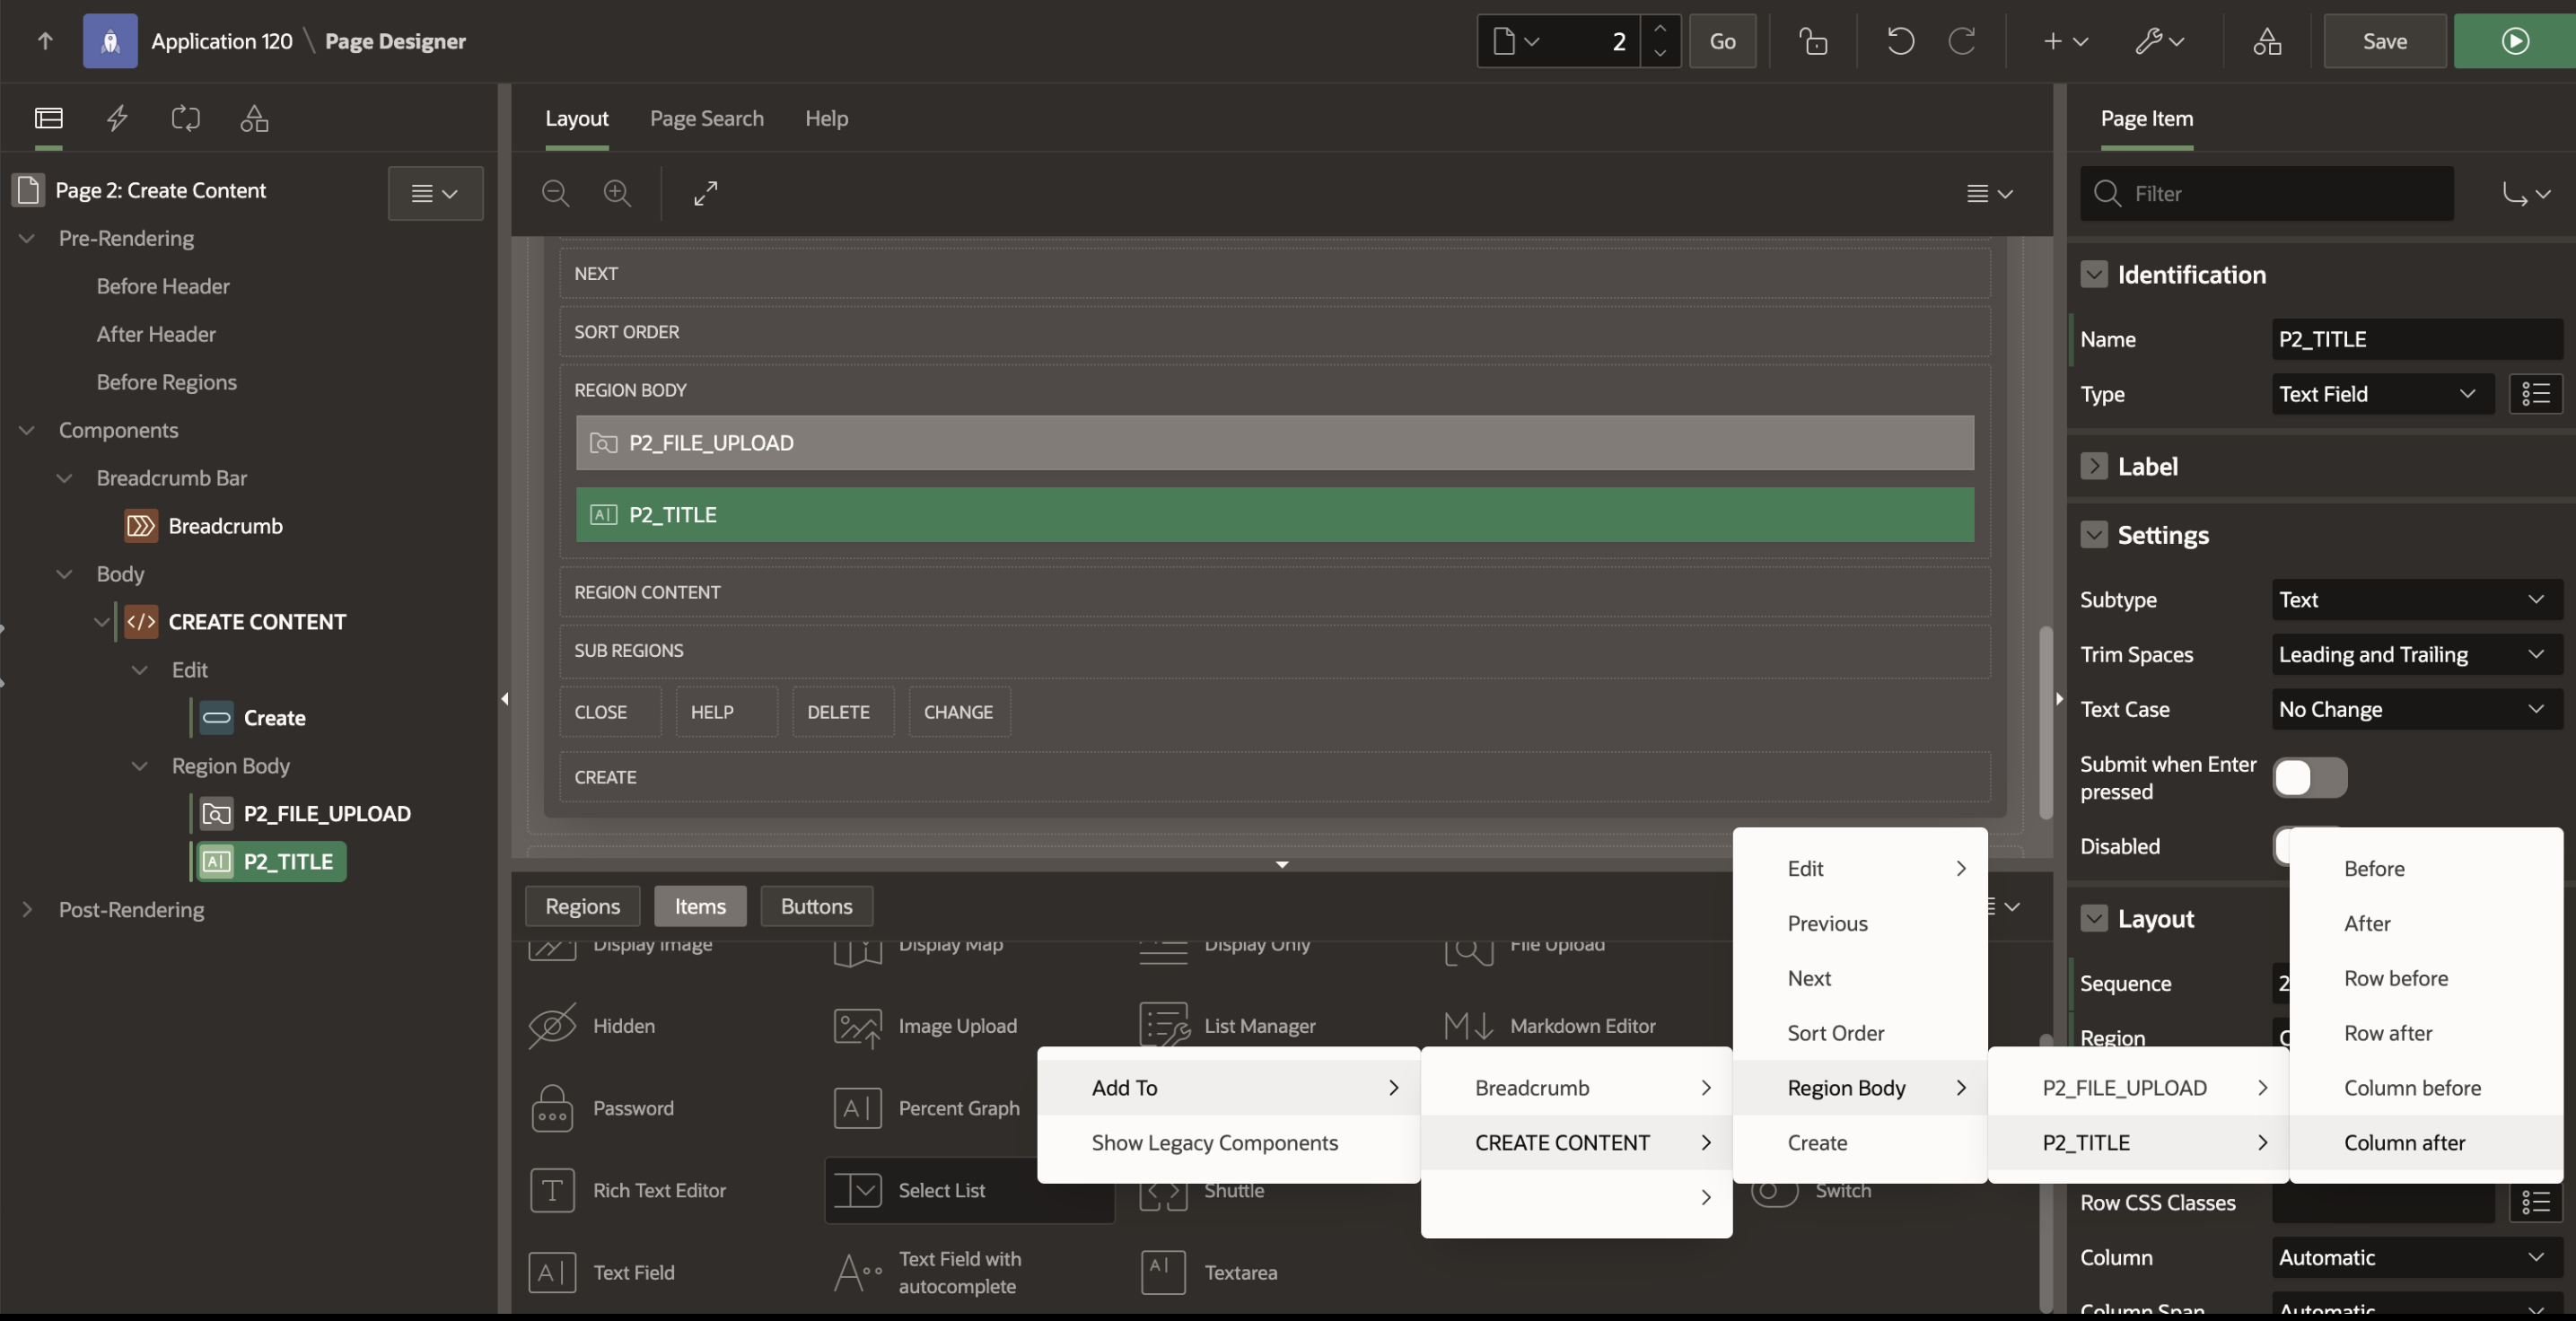 Application 120 \ Page Designer
2
Go
Save
Layout
Page Search
Help
Page Item
Page 2: Create Content
Filter
Pre-Rendering
Before Header
After Header
Before Regions
Components
Breadcrumb Bar
Breadcrumb
Body
</> CREATE CONTENT
Edit
Create
Region Body
P2_FILE_UPLOAD
P2_TITLE
Post-Rendering
NEXT
SORT ORDER
REGION BODY
P2_FILE_UPLOAD
P2_TITLE
REGION CONTENT
SUB REGIONS
CLOSE
HELP
DELETE
CHANGE
CREATE
Regions
Items
Buttons
Display Image
Display Map
Display Only
File Upload
Hidden
Image Upload
List Manager
Markdown Editor
Password
Percent Graph
Rich Text Editor
Select List
Shuttle
Switch
Text Field
Text Field with
autocomplete
Textarea
Add To
Show Legacy Components
Breadcrumb
CREATE CONTENT
Edit
Previous
Next
Sort Order
Region Body
Create
P2_FILE_UPLOAD
P2_TITLE
Before
After
Row before
Row after
Column before
Column after
Identification
Name
P2_TITLE
Type
Text Field
Label
Settings
Subtype
Text
Trim Spaces
Leading and Trailing
Text Case
No Change
Submit when Enter
pressed
Disabled
Layout
Sequence
2
Region
Row CSS Classes
Column
Automatic
Column Span
Automatic